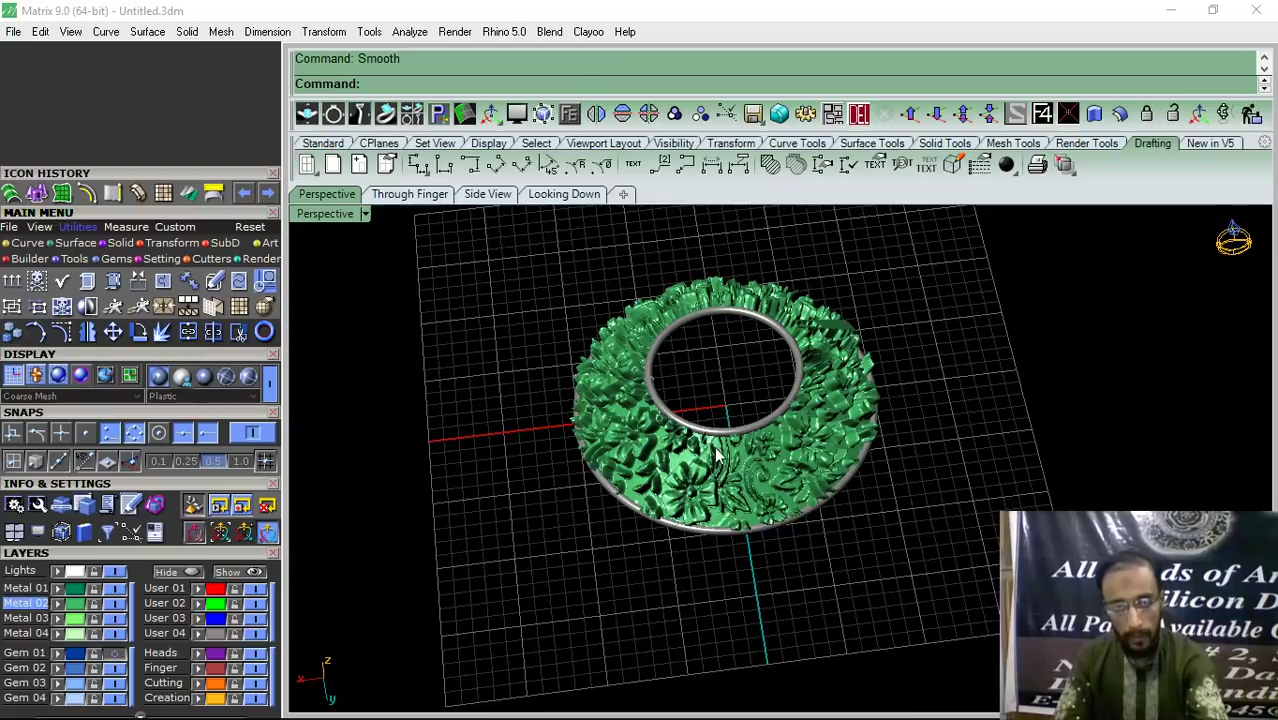 Matrix 9.0 (64-bit) - Untitled.3dm
File Edit View Curve Surface Solid Mesh Dimension Transform Tools Analyze Render Rhino 5.0 Blend Clayoo Help
Command: Smooth
Command:
Standard CPlanes Set View Display Select Viewport Layout Visibility Transform Curve Tools Surface Tools Solid Tools Mesh Tools Render Tools Drafting New in V5
Perspective Through Finger Side View Looking Down
Perspective
ICON HISTORY
MAIN MENU
File View Utilities Measure Custom Reset
Curve Surface Solid Transform SubD Art
Builder Tools Gems Setting Cutters Render
DISPLAY
Coarse Mesh Plastic
SNAPS
0.1 0.25 0.5 1.0
INFO & SETTINGS
LAYERS
Lights Hide Show
Metal 01 User 01
Metal 02 User 02
Metal 03 User 03
Metal 04 User 04
Gem 01 Heads
Gem 02 Finger
Gem 03 Cutting
Gem 04 Creation
z
x
y
All
ds of Ar
ilicon D
All Pa
Available